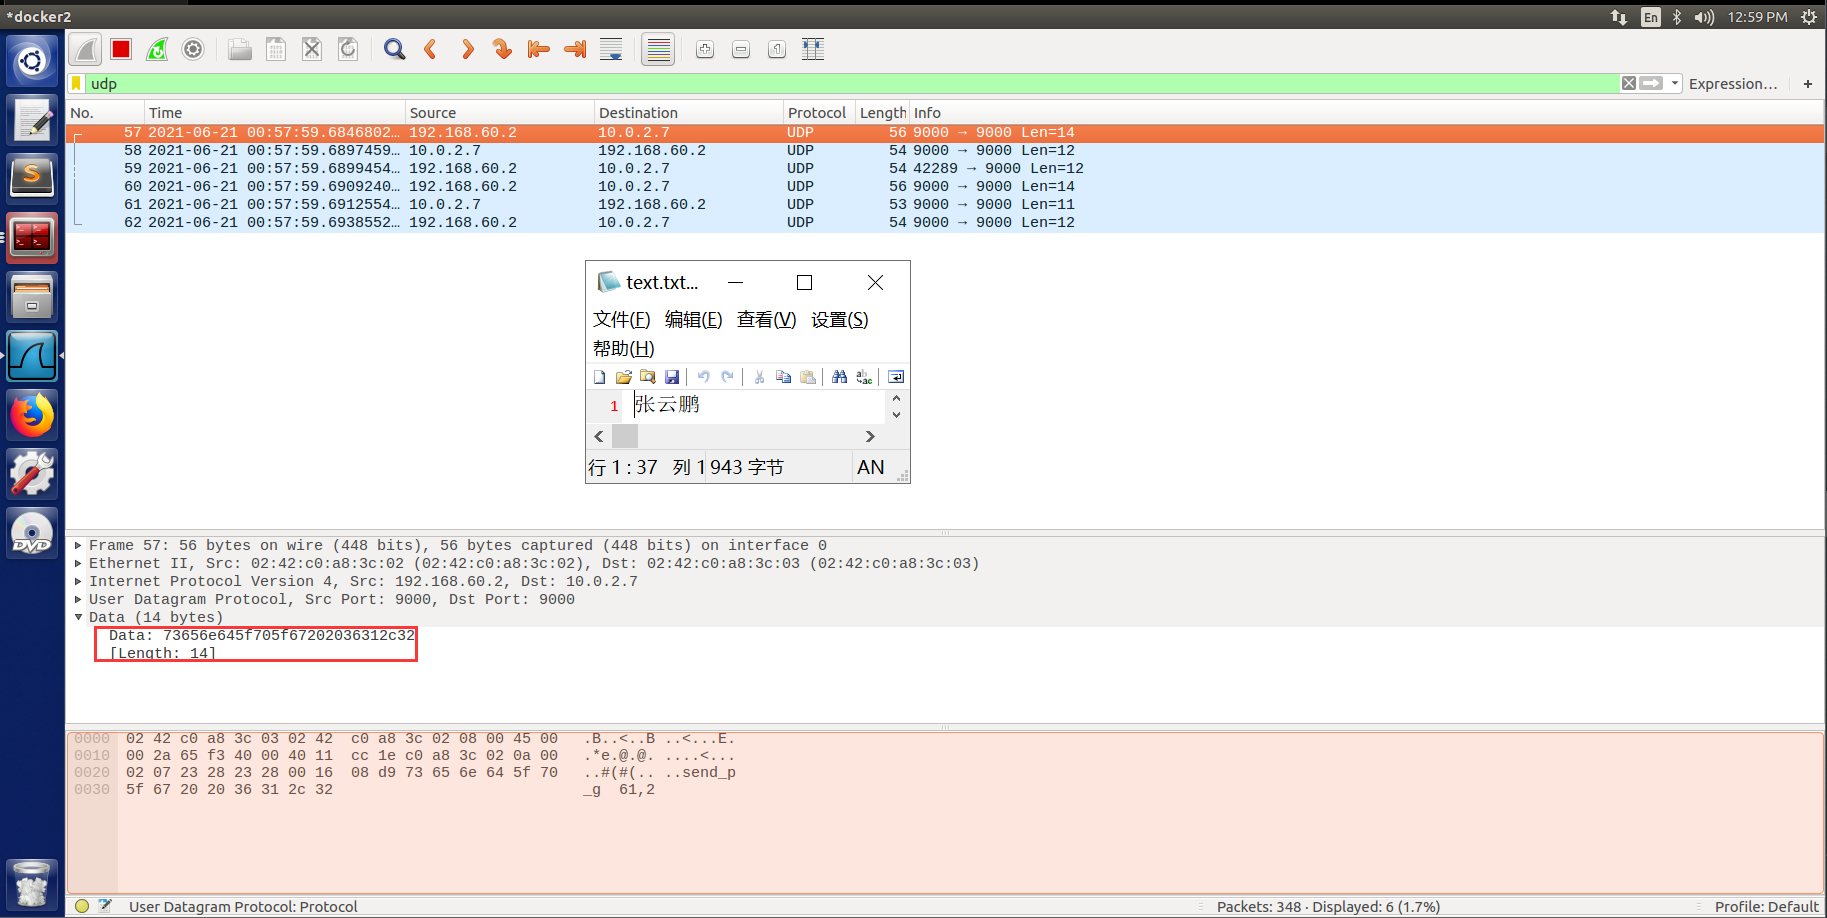 *docker2
En
12:59 PM
udp
Expression…
+
No. Time Source Destination Protocol Length Info
57 2021-06-21 00:57:59.6846802… 192.168.60.2 10.0.2.7 UDP 56 9000 → 9000 Len=14
58 2021-06-21 00:57:59.6897459… 10.0.2.7 192.168.60.2 UDP 54 9000 → 9000 Len=12
59 2021-06-21 00:57:59.6899454… 192.168.60.2 10.0.2.7 UDP 54 42289 → 9000 Len=12
60 2021-06-21 00:57:59.6909240… 192.168.60.2 10.0.2.7 UDP 56 9000 → 9000 Len=14
61 2021-06-21 00:57:59.6912554… 10.0.2.7 192.168.60.2 UDP 53 9000 → 9000 Len=11
62 2021-06-21 00:57:59.6938552… 192.168.60.2 10.0.2.7 UDP 54 9000 → 9000 Len=12
text.txt...
文件(F) 编辑(E) 查看(V) 设置(S)
帮助(H)
1 张云鹏
行 1 : 37 列 1 943 字节 AN
Frame 57: 56 bytes on wire (448 bits), 56 bytes captured (448 bits) on interface 0
Ethernet II, Src: 02:42:c0:a8:3c:02 (02:42:c0:a8:3c:02), Dst: 02:42:c0:a8:3c:03 (02:42:c0:a8:3c:03)
Internet Protocol Version 4, Src: 192.168.60.2, Dst: 10.0.2.7
User Datagram Protocol, Src Port: 9000, Dst Port: 9000
Data (14 bytes)
Data: 73656e645f705f67202036312c32
[Length: 14]
0000 02 42 c0 a8 3c 03 02 42 c0 a8 3c 02 08 00 45 00 .B..<..B ..<...E.
0010 00 2a 65 f3 40 00 40 11 cc 1e c0 a8 3c 02 0a 00 .*e.@.@. ....<...
0020 02 07 23 28 23 28 00 16 08 d9 73 65 6e 64 5f 70 ..#(#(.. ..send_p
0030 5f 67 20 20 36 31 2c 32 _g  61,2
User Datagram Protocol: Protocol
Packets: 348 · Displayed: 6 (1.7%)
Profile: Default